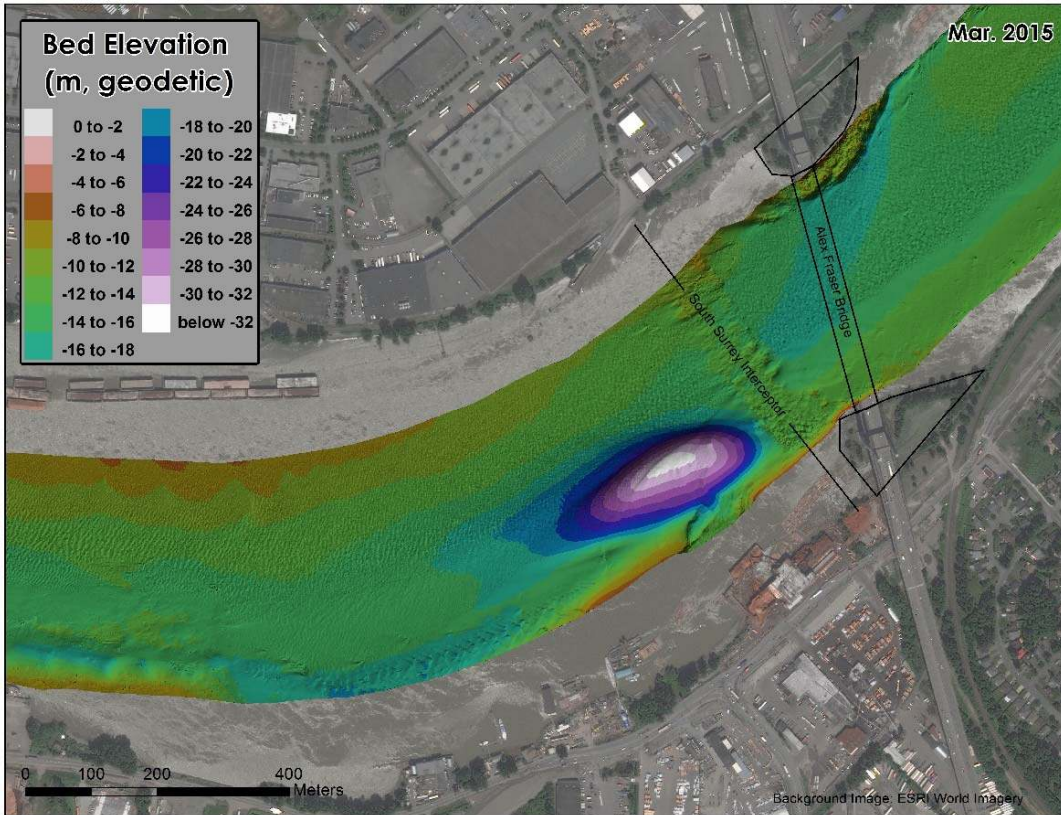 Bed Elevation
(m, geodetic)
0 to -2
-2 to -4
-4 to -6
-6 to -8
-8 to -10
-10 to -12
-12 to -14
-14 to -16
-16 to -18
-18 to -20
-20 to -22
-22 to -24
-24 to -26
-26 to -28
-28 to -30
-30 to -32
below -32
Mar. 2015
Alex Fraser Bridge
South Surrey Interceptor
0 100 200 400
Meters
Background Image: ESRI World Imagery